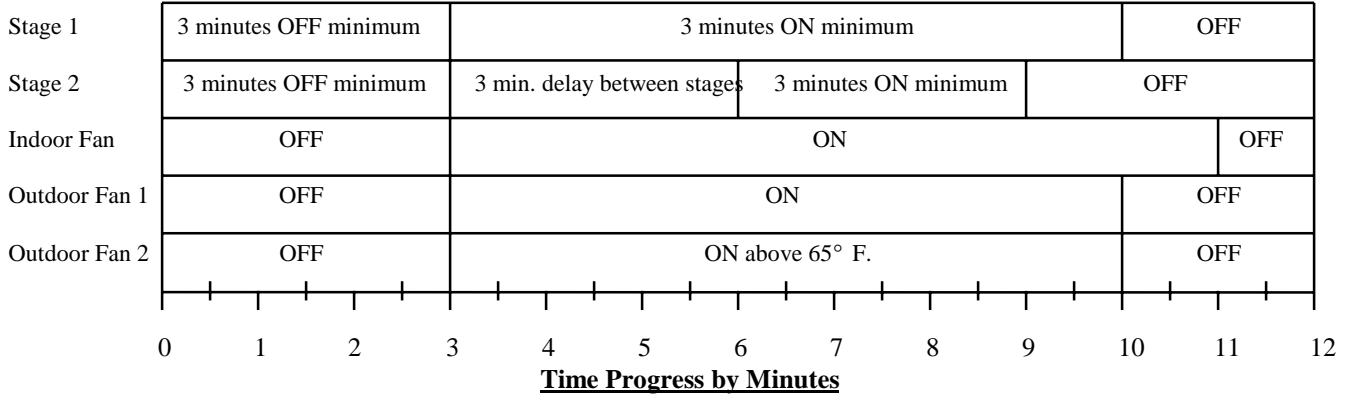 Stage 1 3 minutes OFF minimum 3 minutes ON minimum OFF
Stage 2 3 minutes OFF minimum 3 min. delay between stages 3 minutes ON minimum OFF
Indoor Fan OFF ON OFF
Outdoor Fan 1 OFF ON OFF
Outdoor Fan 2 OFF ON above 65° F. OFF
0 1 2 3 4 5 6 7 8 9 10 11 12
Time Progress by Minutes